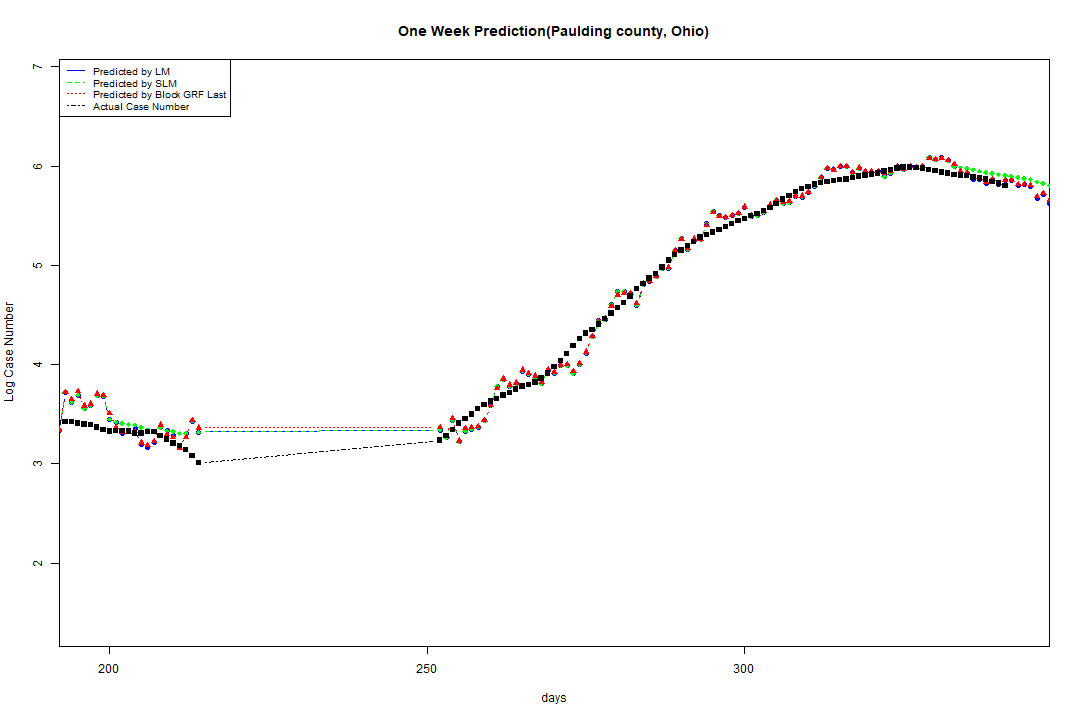 One Week Prediction(Paulding county, Ohio)
Predicted by LM
Predicted by SLM
Predicted by Block GRF Last
Actual Case Number
7
6
5
4
3
2
Log Case Number
200
250
300
days